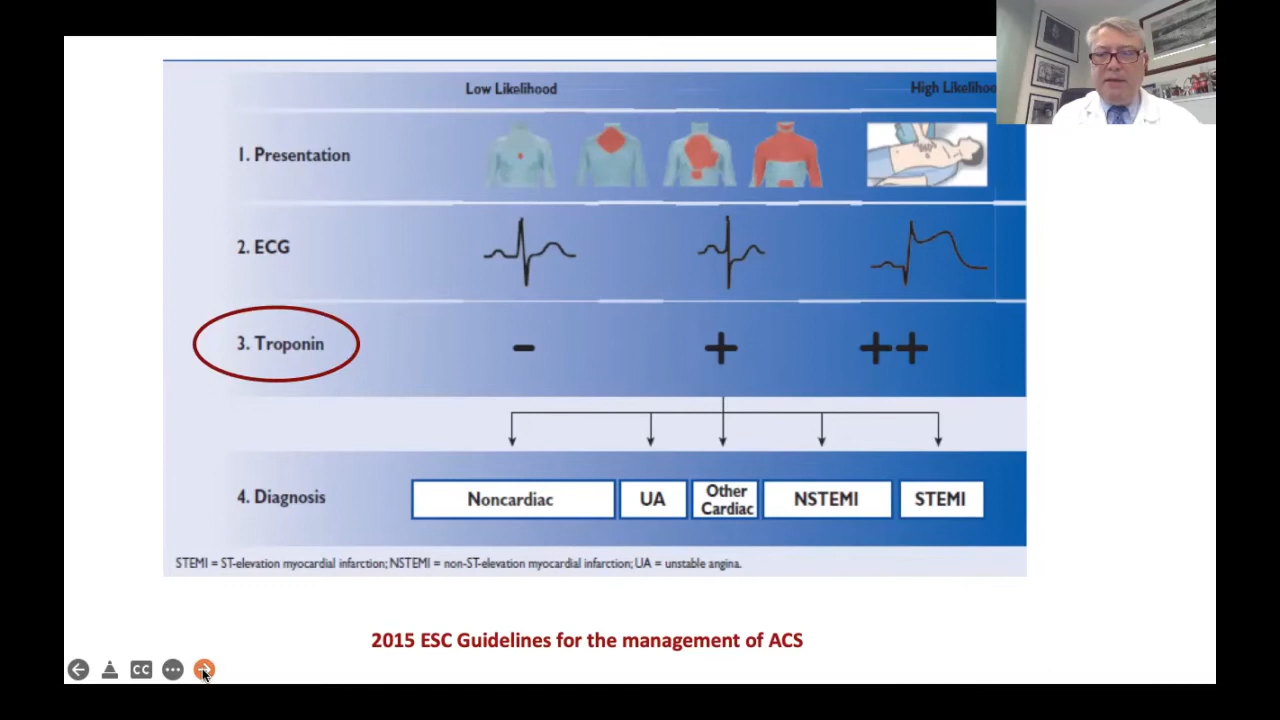 Low Likelihood
High Likelihoo
1. Presentation
2. ECG
3. Troponin
-
+
++
4. Diagnosis
Noncardiac
UA
Other
Cardiac
NSTEMI
STEMI
STEMI = ST-elevation myocardial infarction; NSTEMI = non-ST-elevation myocardial infarction; UA = unstable angina.
2015 ESC Guidelines for the management of ACS
CC